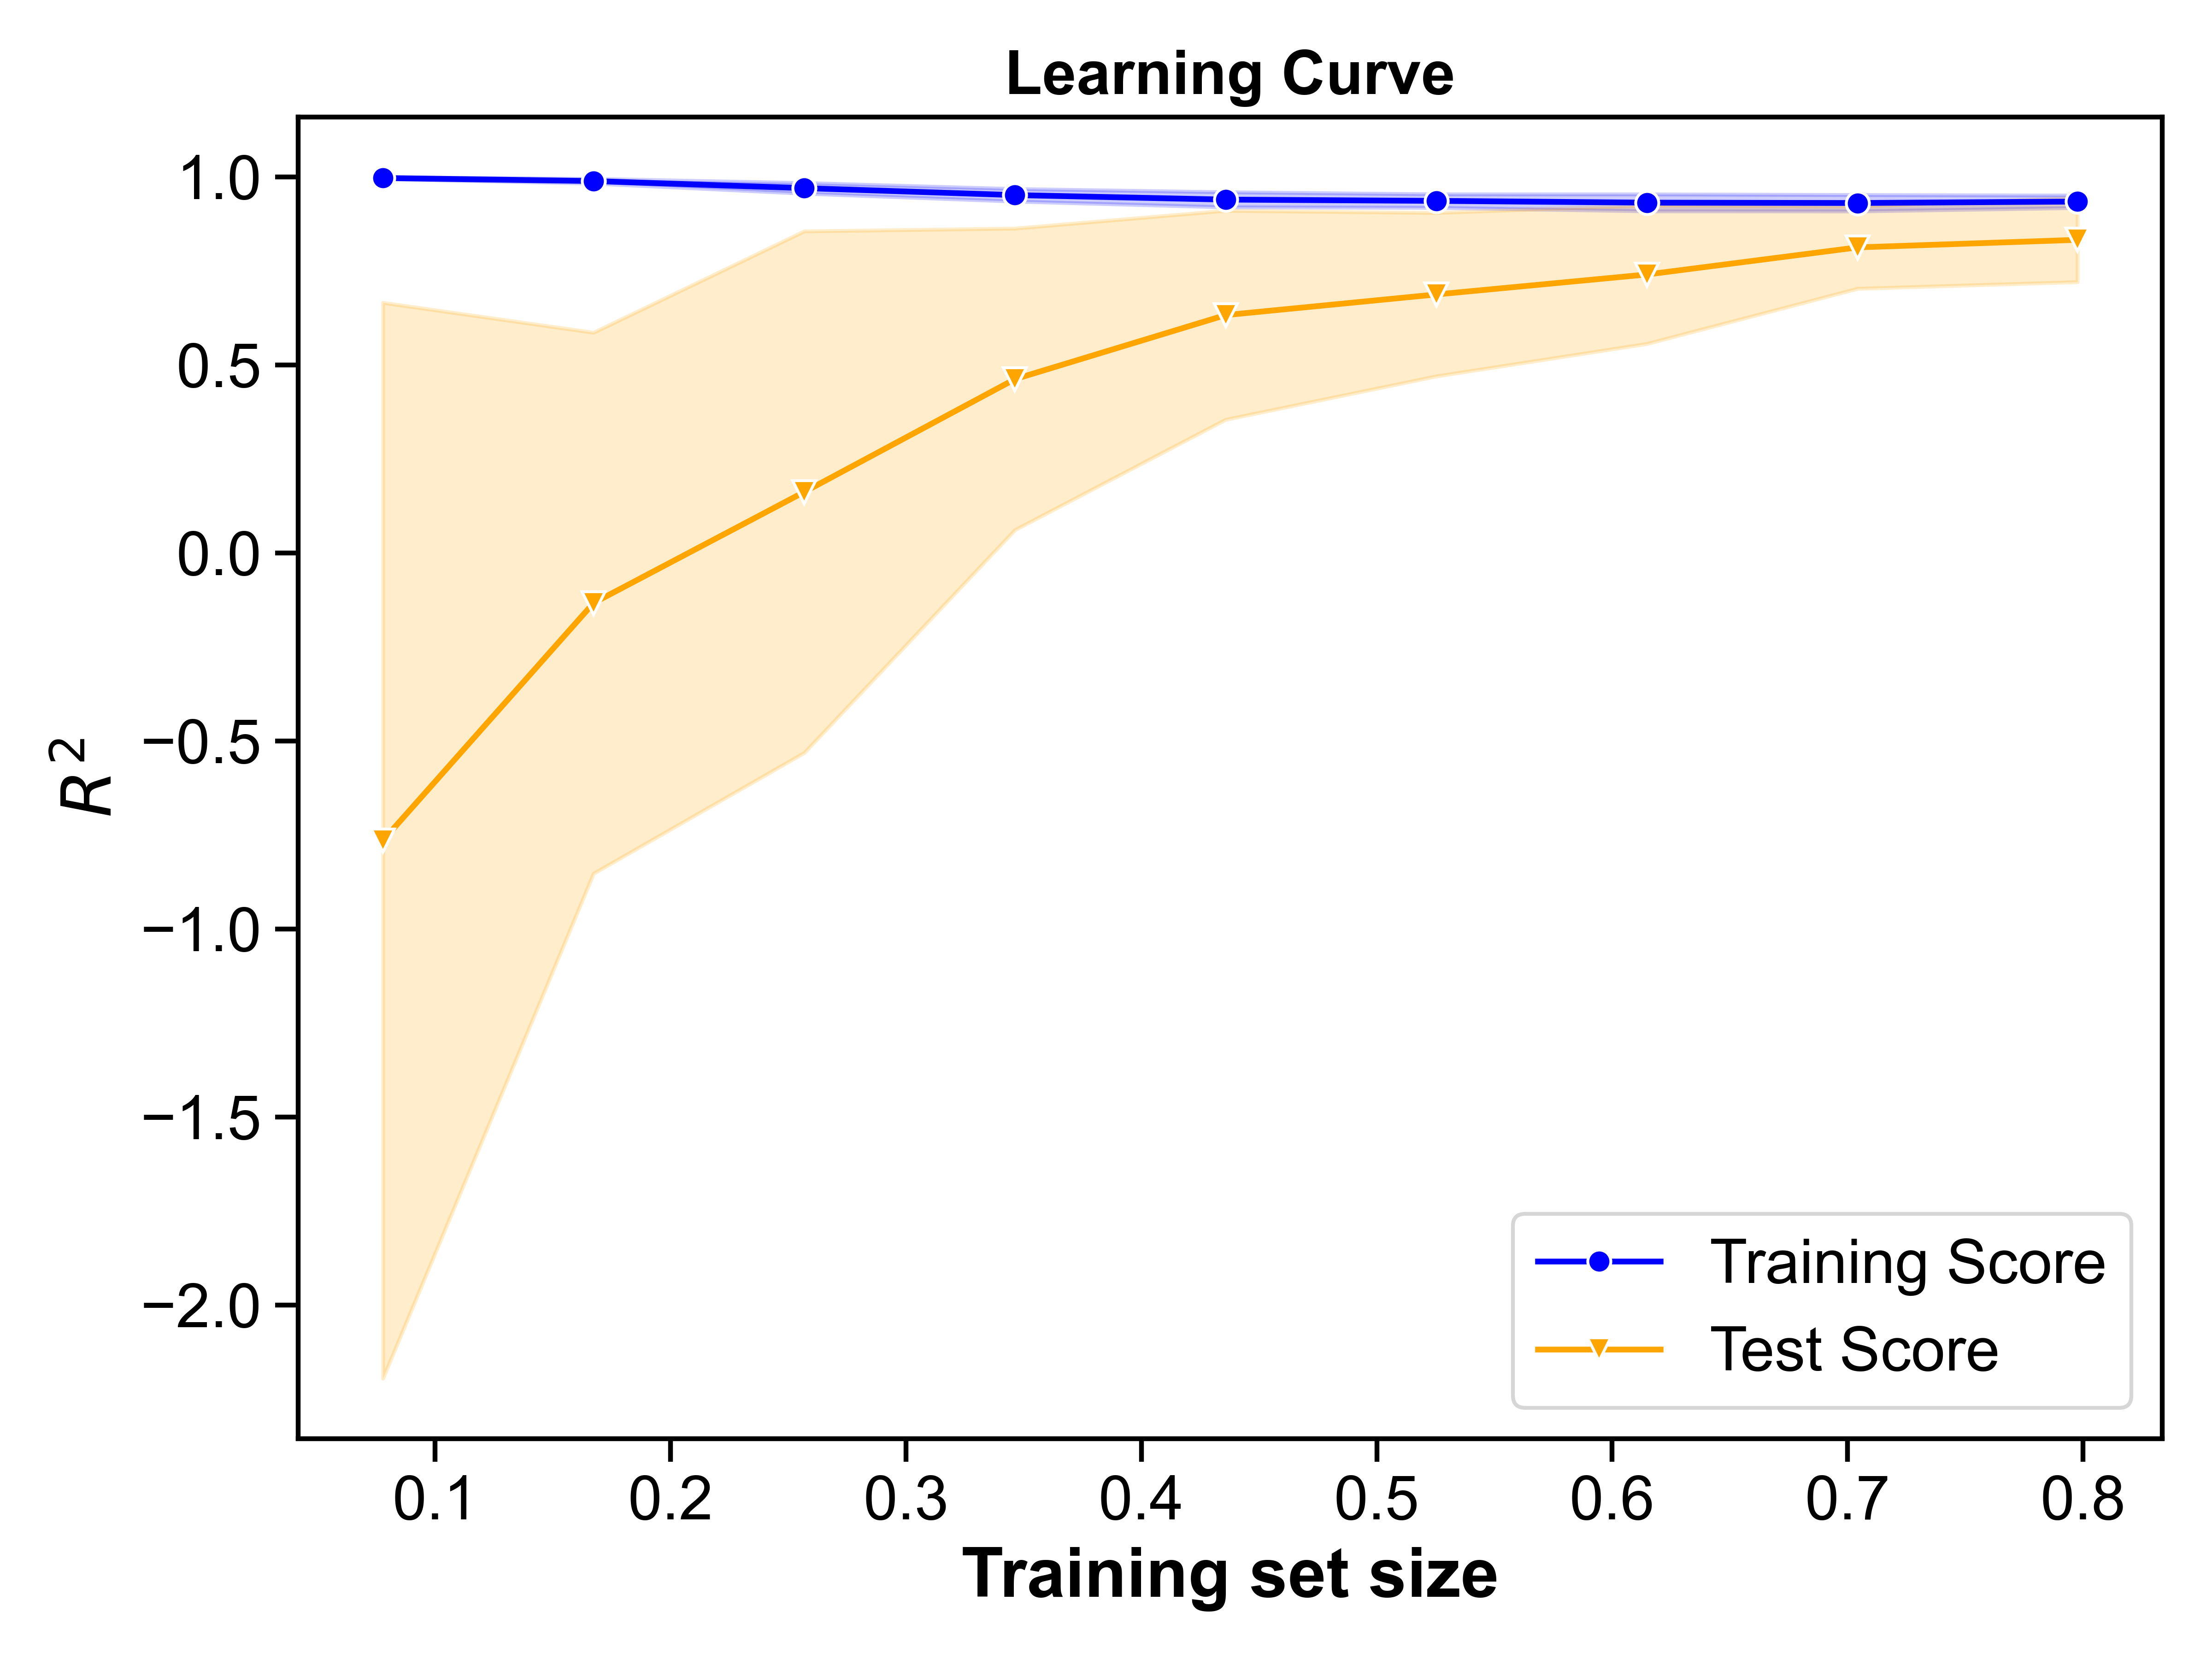 Learning Curve
1.0
0.5
0.0
−0.5
−1.0
−1.5
−2.0
R²
Training Score
Test Score
0.1 0.2 0.3 0.4 0.5 0.6 0.7 0.8
Training set size